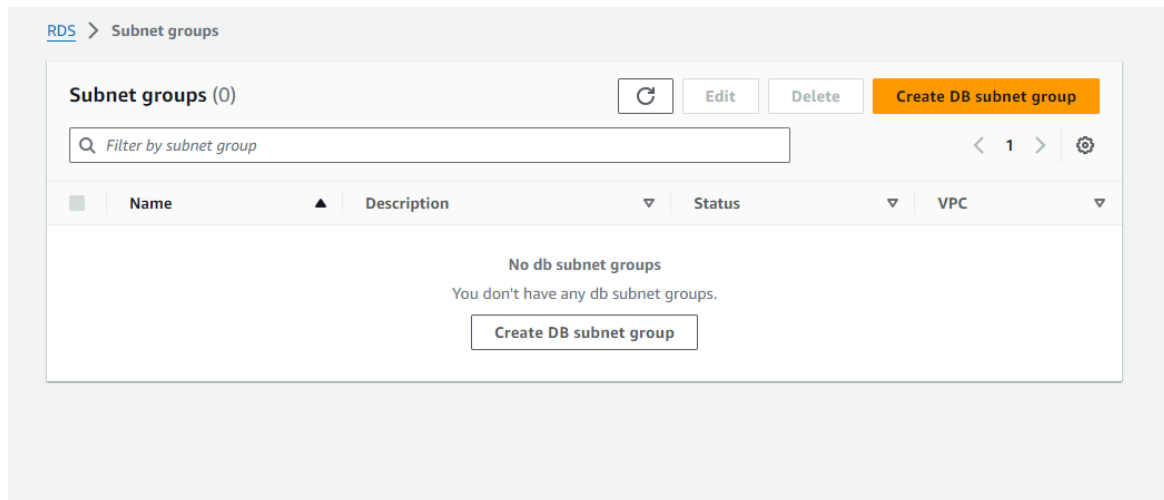 RDS > Subnet groups
Subnet groups (0) Edit Delete Create DB subnet group
Filter by subnet group 1
Name Description Status VPC
No db subnet groups
You don't have any db subnet groups.
Create DB subnet group